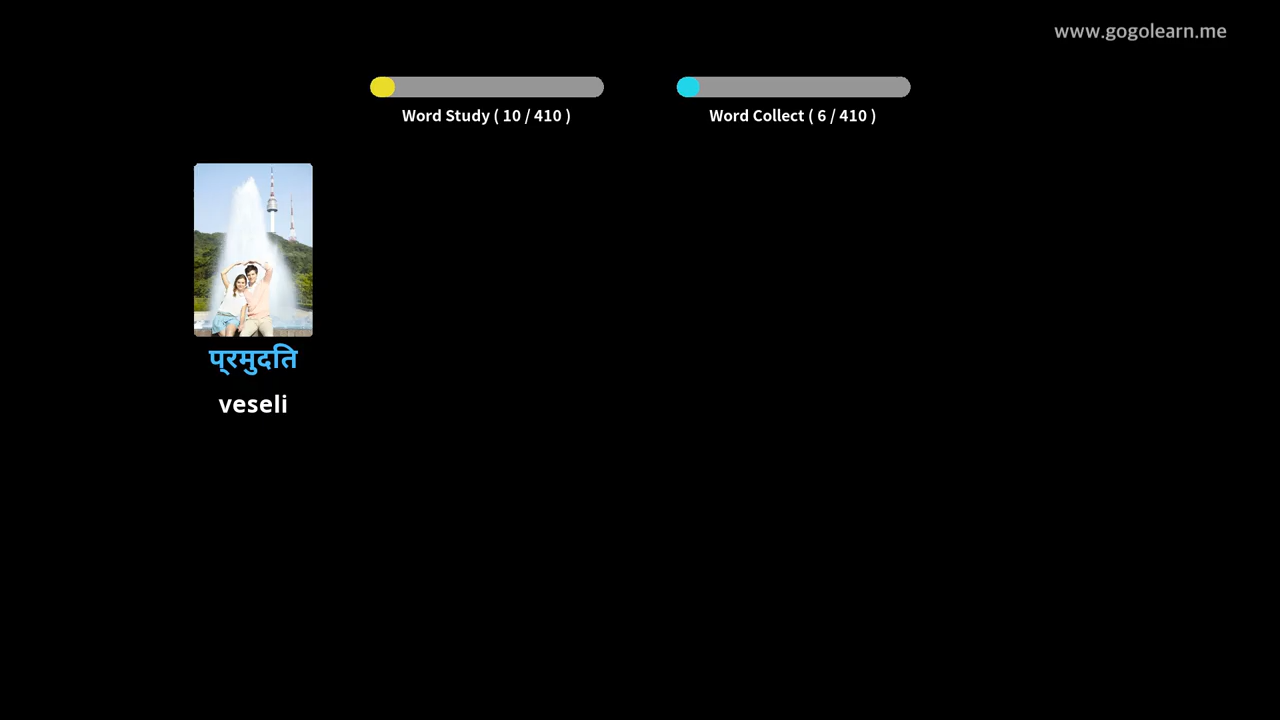 www.gogolearn.me
Word Study ( 10 / 410 )
Word Collect ( 6 / 410 )
प्रमुदति
veseli